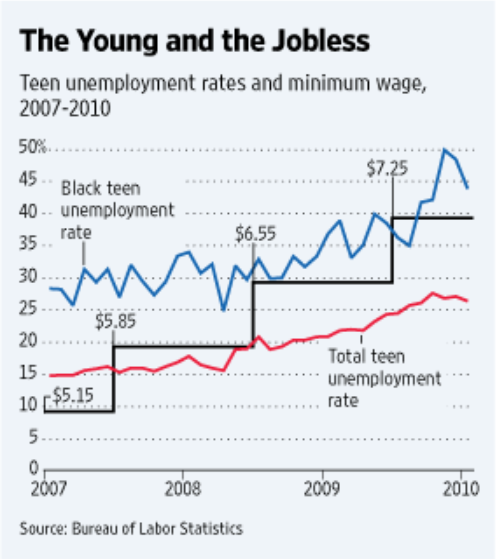 The Young and the Jobless
Teen unemployment rates and minimum wage,
2007-2010
50%
45
40
35
30
25
20
15
10
5
0
Black teen
unemployment
rate
$7.25
$6.55
$5.85
$5.15
Total teen
unemployment
rate
2007
2008
2009
2010
Source: Bureau of Labor Statistics